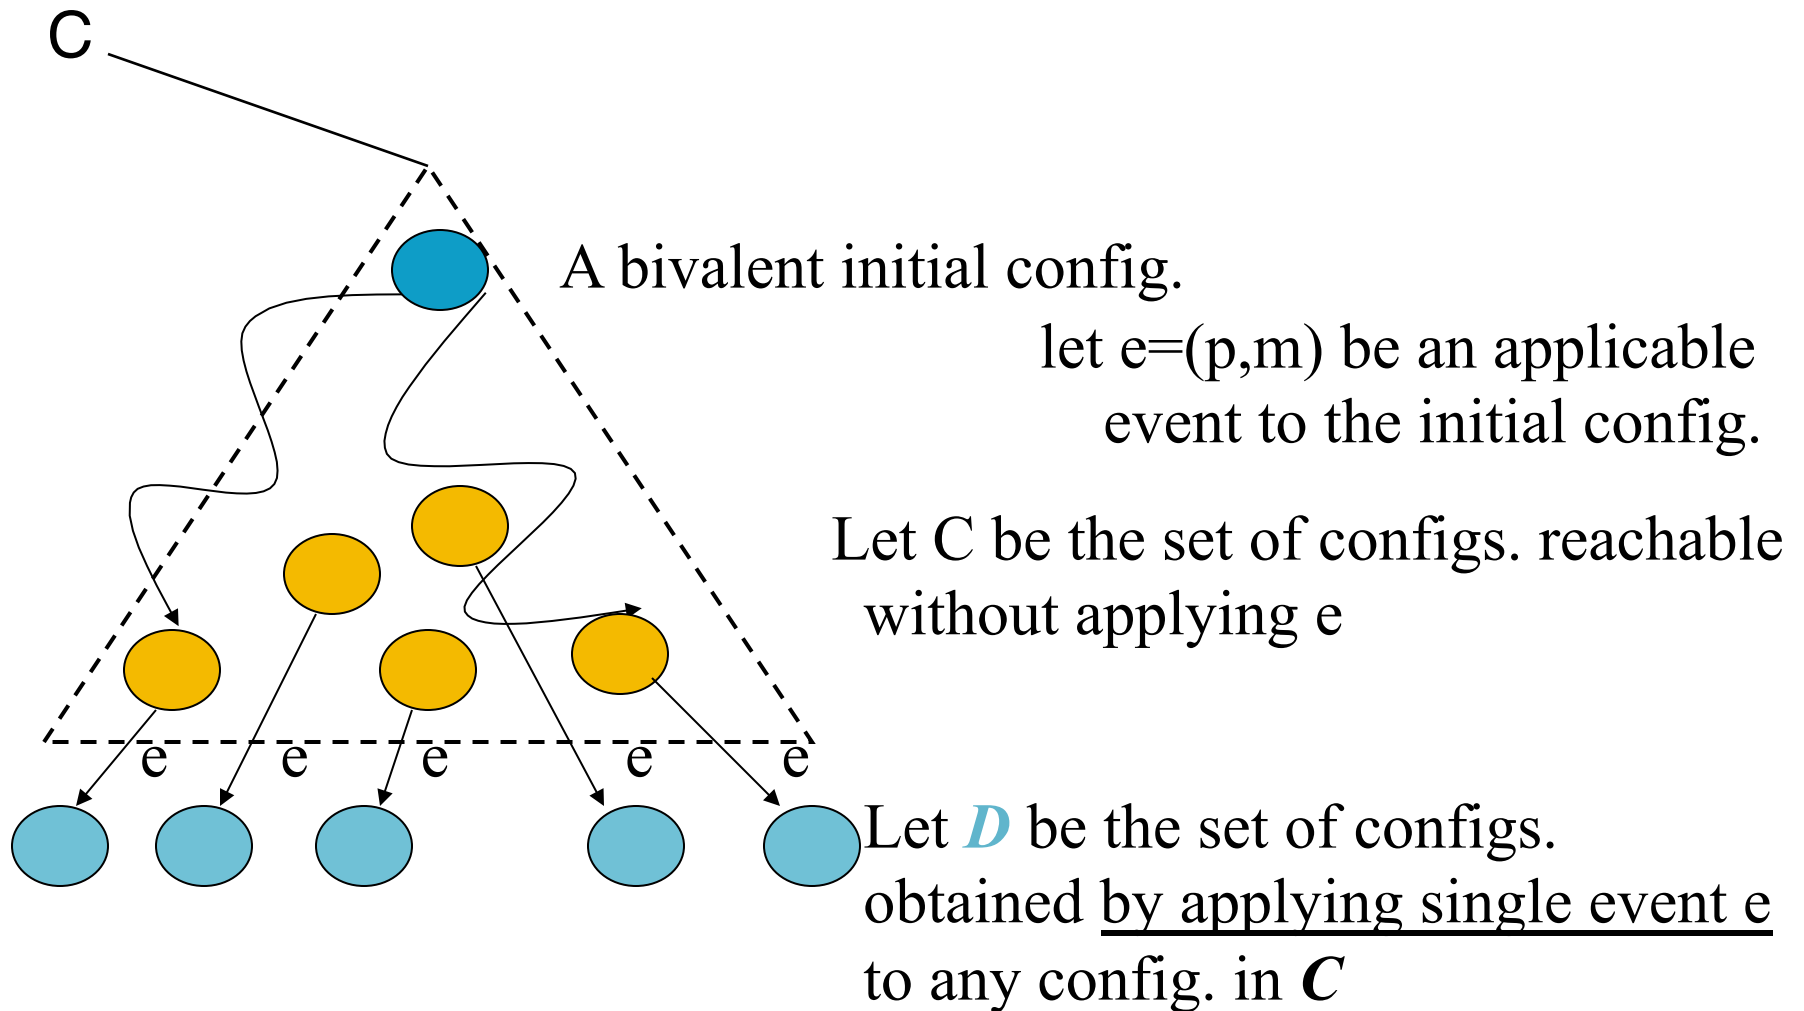 C
A bivalent initial config.
let e=(p,m) be an applicable
event to the initial config.
Let C be the set of configs. reachable
without applying e
e e e e e
Let D be the set of configs.
obtained by applying single event e
to any config. in C